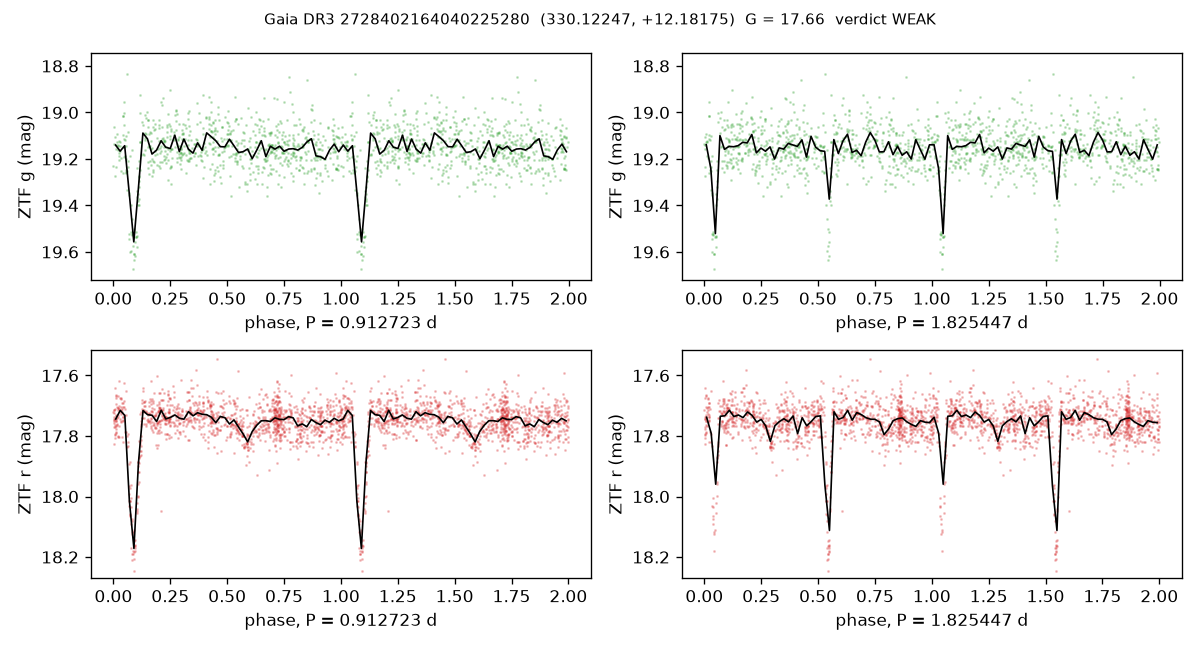 Gaia DR3 2728402164040225280 (330.12247, +12.18175) G = 17.66 verdict WEAK
ZTF g (mag)
18.8
19.0
19.2
19.4
19.6
0.00 0.25 0.50 0.75 1.00 1.25 1.50 1.75 2.00
phase, P = 0.912723 d
ZTF g (mag)
18.8
19.0
19.2
19.4
19.6
0.00 0.25 0.50 0.75 1.00 1.25 1.50 1.75 2.00
phase, P = 1.825447 d
ZTF r (mag)
17.6
17.8
18.0
18.2
0.00 0.25 0.50 0.75 1.00 1.25 1.50 1.75 2.00
phase, P = 0.912723 d
ZTF r (mag)
17.6
17.8
18.0
18.2
0.00 0.25 0.50 0.75 1.00 1.25 1.50 1.75 2.00
phase, P = 1.825447 d